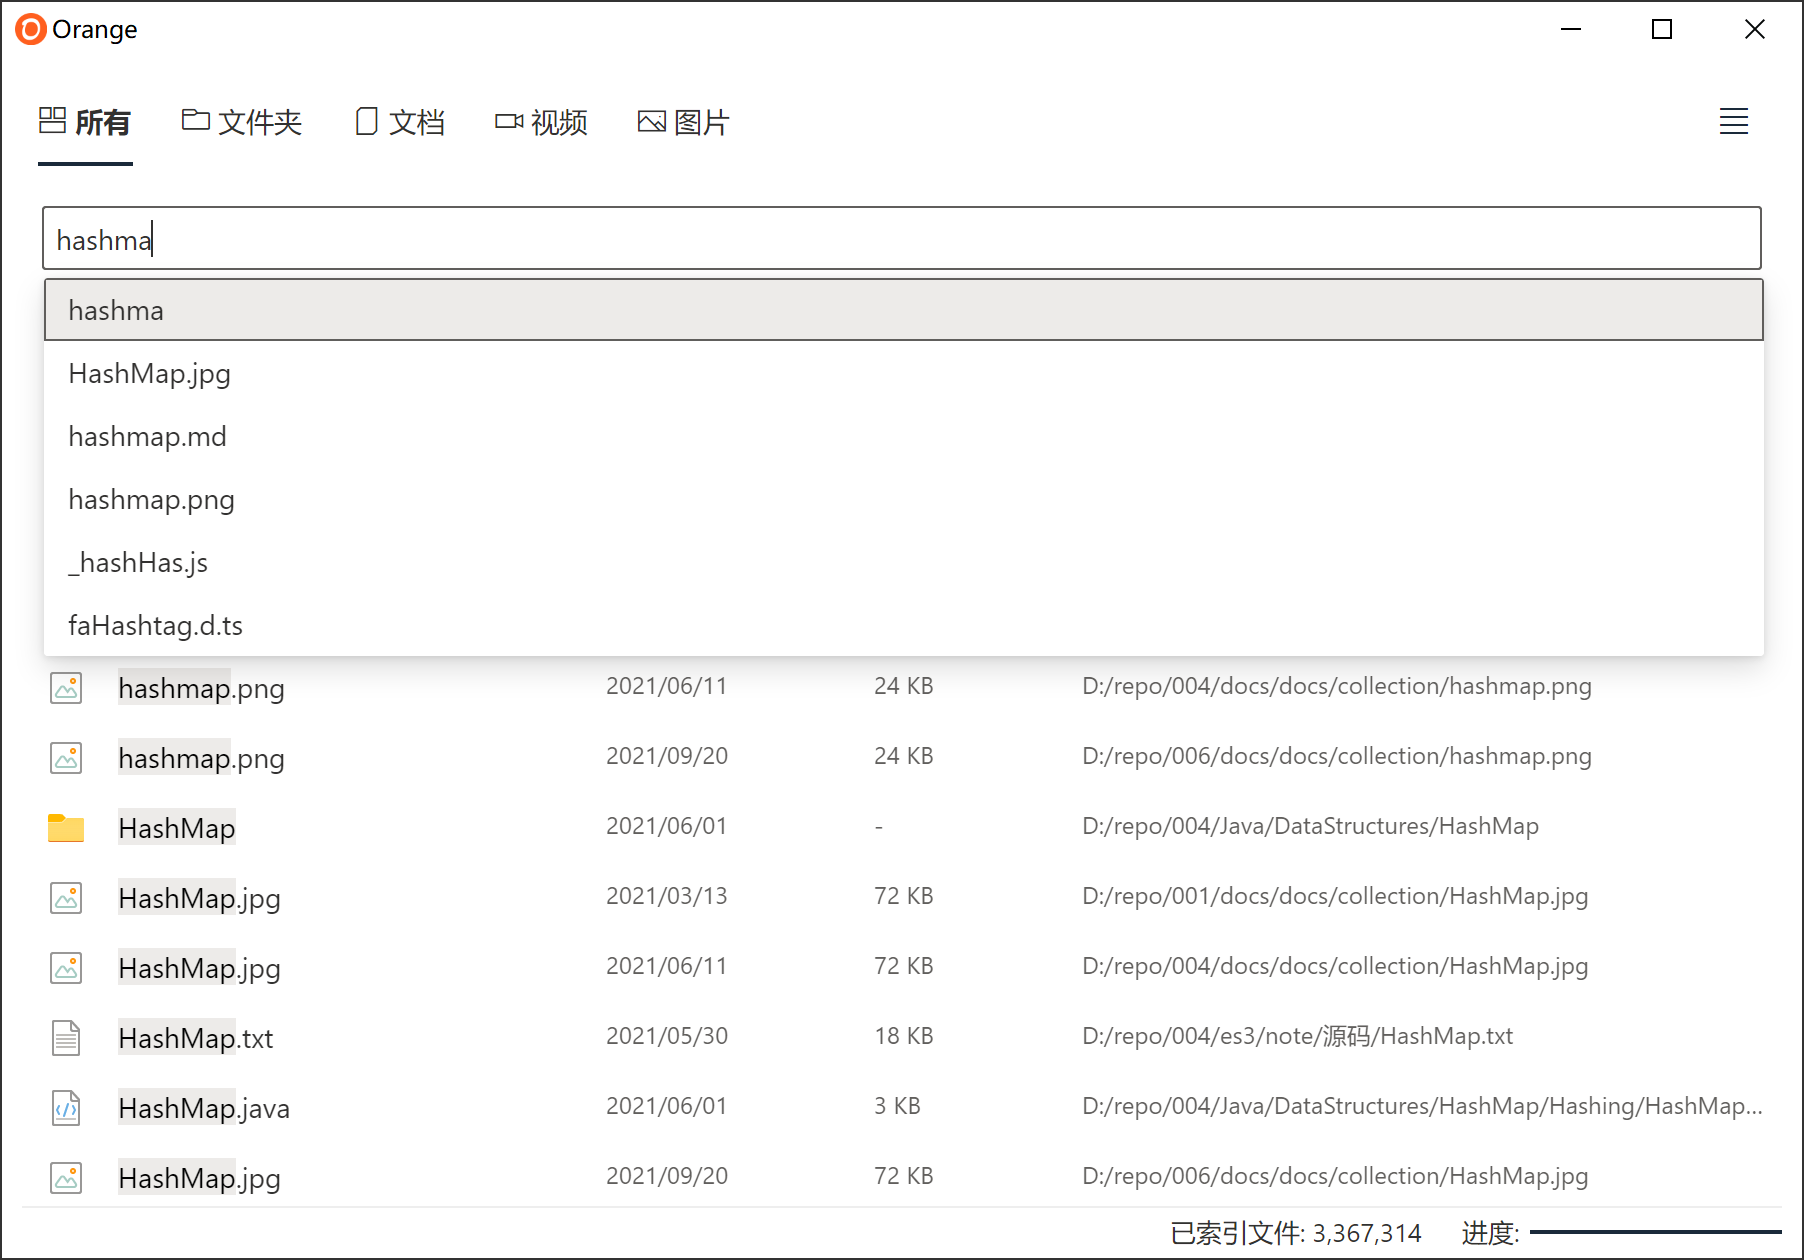 Orange
所有 文件夹 文档 视频 图片
hashma
hashma
HashMap.jpg
hashmap.md
hashmap.png
_hashHas.js
faHashtag.d.ts
hashmap.png 2021/06/11 24 KB D:/repo/004/docs/docs/collection/hashmap.png
hashmap.png 2021/09/20 24 KB D:/repo/006/docs/docs/collection/hashmap.png
HashMap 2021/06/01 - D:/repo/004/Java/DataStructures/HashMap
HashMap.jpg 2021/03/13 72 KB D:/repo/001/docs/docs/collection/HashMap.jpg
HashMap.jpg 2021/06/11 72 KB D:/repo/004/docs/docs/collection/HashMap.jpg
HashMap.txt 2021/05/30 18 KB D:/repo/004/es3/note/源码/HashMap.txt
HashMap.java 2021/06/01 3 KB D:/repo/004/Java/DataStructures/HashMap/Hashing/HashMap...
HashMap.jpg 2021/09/20 72 KB D:/repo/006/docs/docs/collection/HashMap.jpg
已索引文件: 3,367,314 进度: